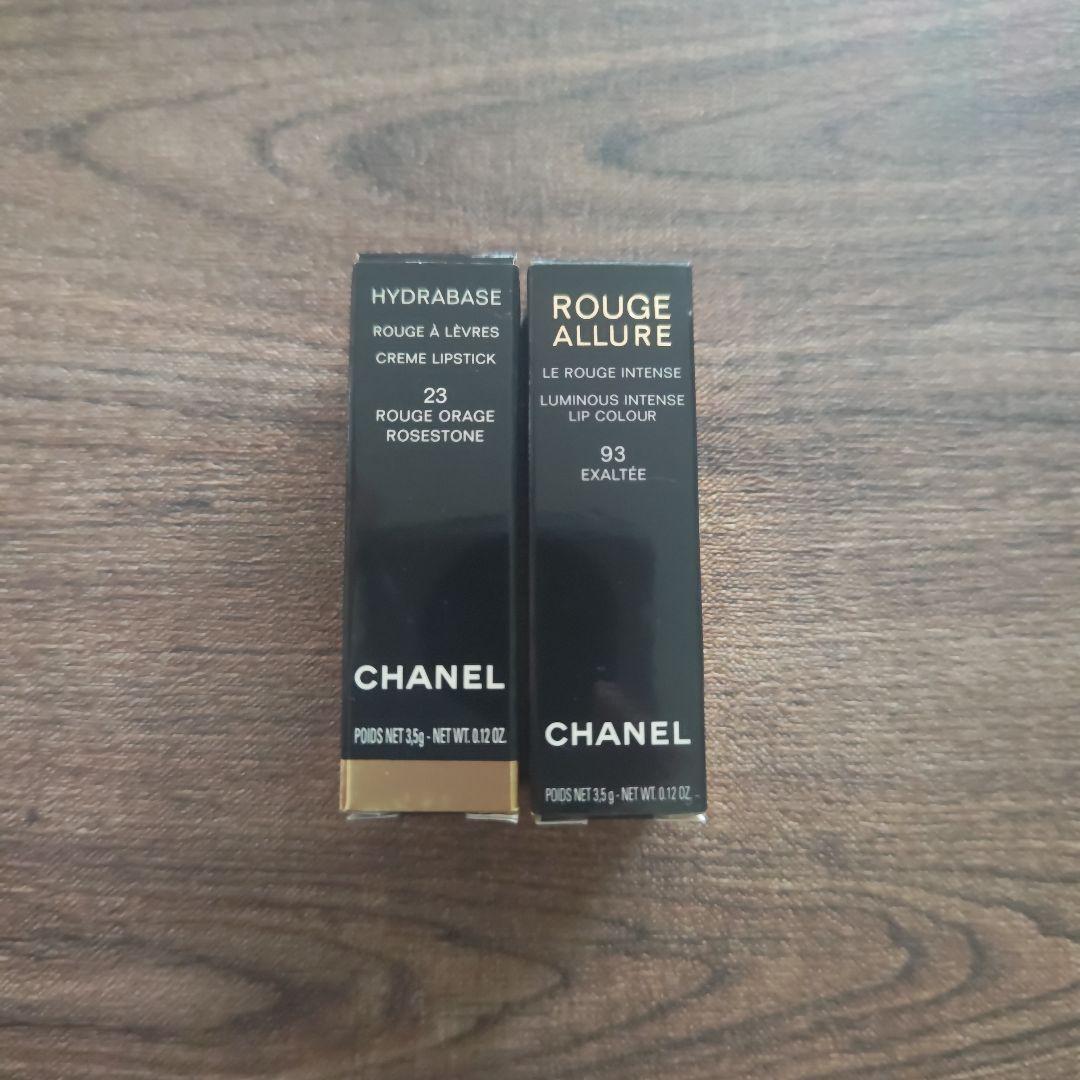 HYDRABASE
ROUGE À LÈVRES
CREME LIPSTICK
23
ROUGE ORAGE
ROSESTONE
CHANEL
POIDS NET 3,5g - NET WT. 0.12 OZ.
ROUGE
ALLURE
LE ROUGE INTENSE
LUMINOUS INTENSE
LIP COLOUR
93
EXALTÉE
CHANEL
POIDS NET 3,5 g - NET WT. 0.12 OZ.